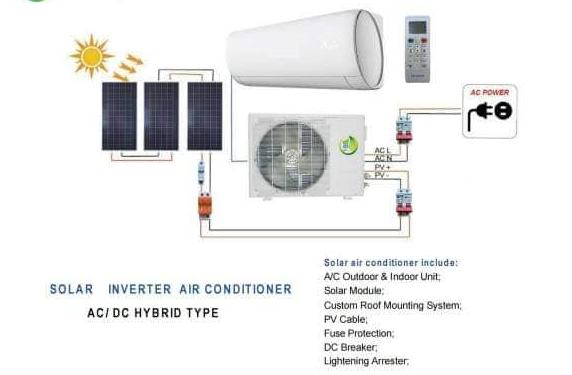 AC POWER
AC L
AC N
PV +
PV -
Solar air conditioner include:
A/C Outdoor & Indoor Unit;
Solar Module;
Custom Roof Mounting System;
PV Cable;
Fuse Protection;
DC Breaker;
Lightening Arrester;
SOLAR INVERTER AIR CONDITIONER
AC/ DC HYBRID TYPE